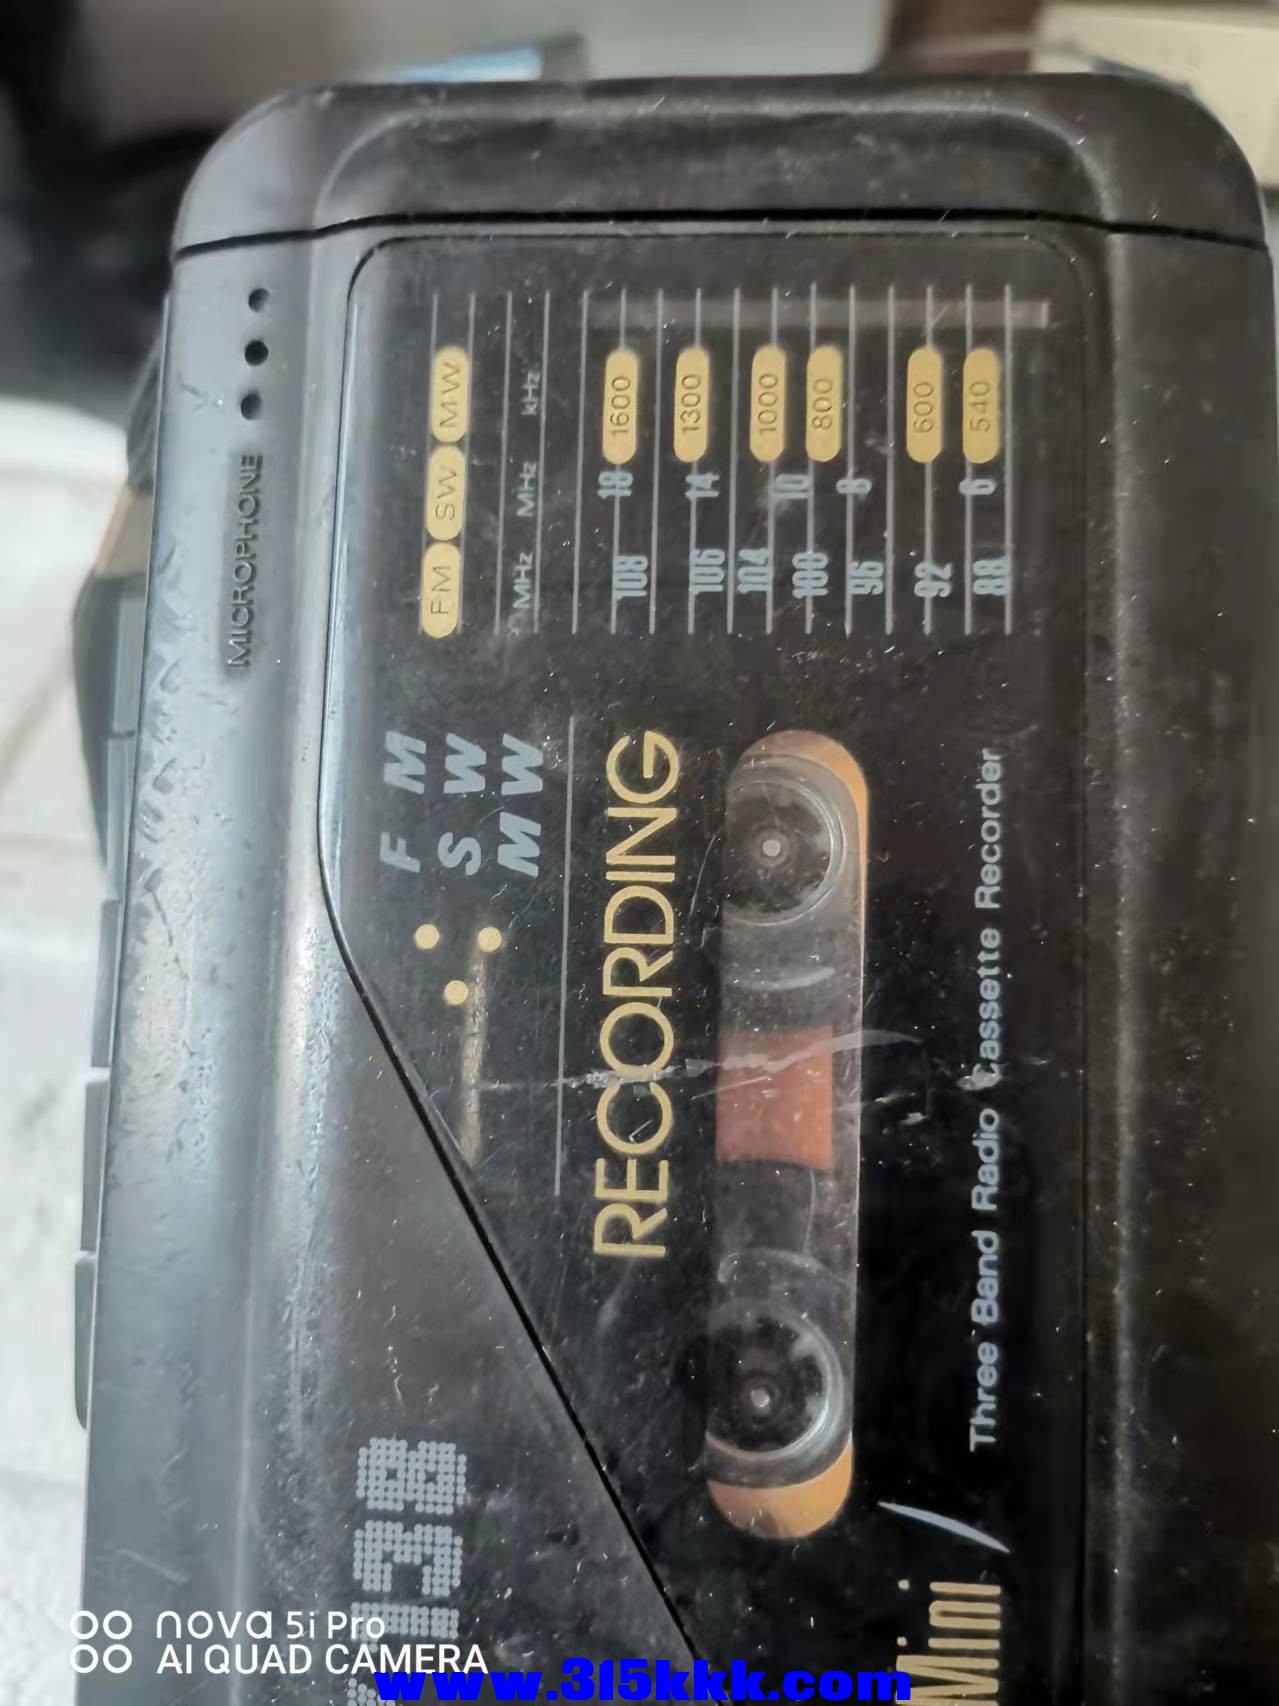 MICROPHONE
FM SW MW
MHz MHz kHz
108 18 1600
106 14 1300
104 10 1000
100 8 800
96
92 600
88 6 540
FM
SW
MW
RECORDING
Three Band Radio Cassette Recorder
Mini
nova 5i Pro
AI QUAD CAMERA
www.315kkk.com